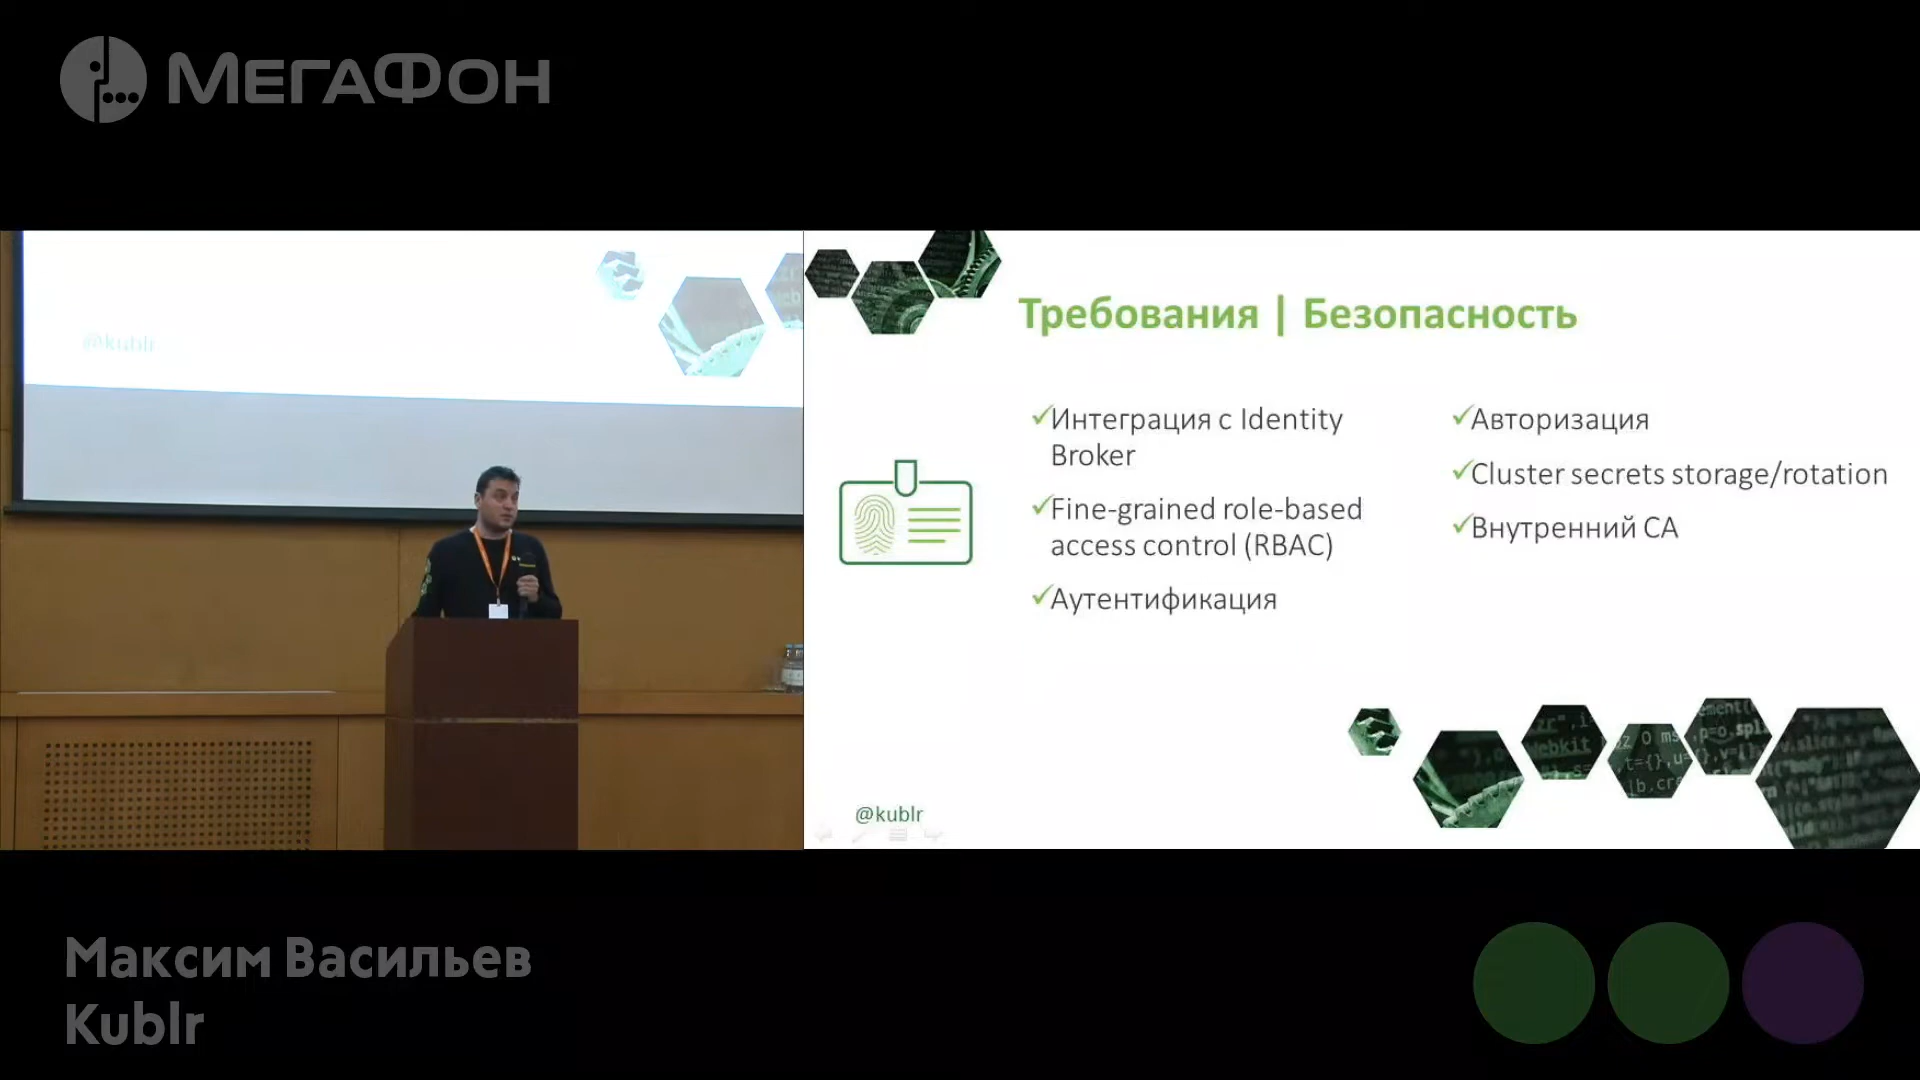 МЕГАФОН
@kublr
Требования | Безопасность
Интеграция с Identity
Broker
Fine-grained role-based
access control (RBAC)
Аутентификация
Авторизация
Cluster secrets storage/rotation
Внутренний CA
@kublr
Максим Васильев
Kublr